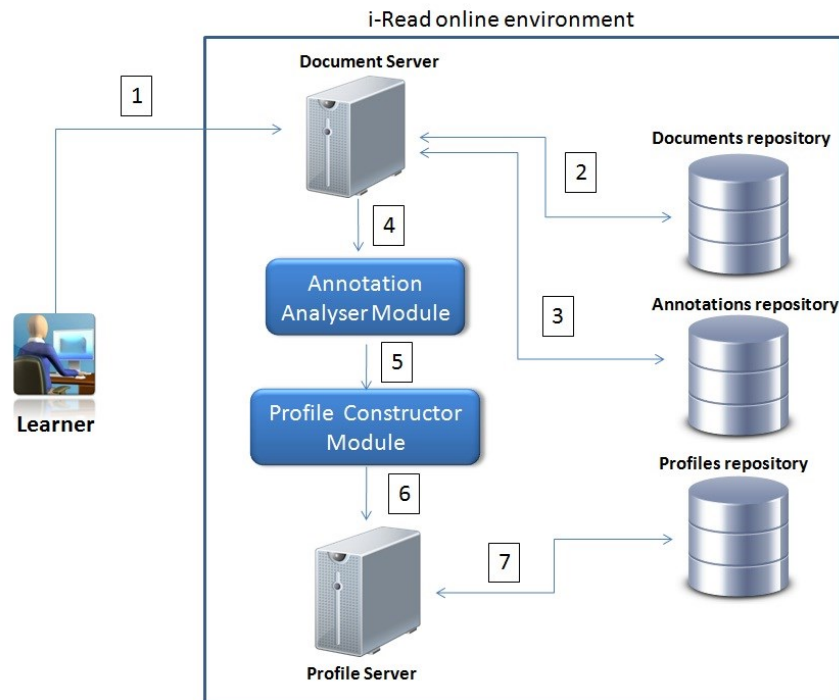 i-Read online environment
Document Server
1
Documents repository
2
4
Annotation
Analyser Module
Annotations repository
3
5
Learner
Profile Constructor
Module
Profiles repository
6
7
Profile Server